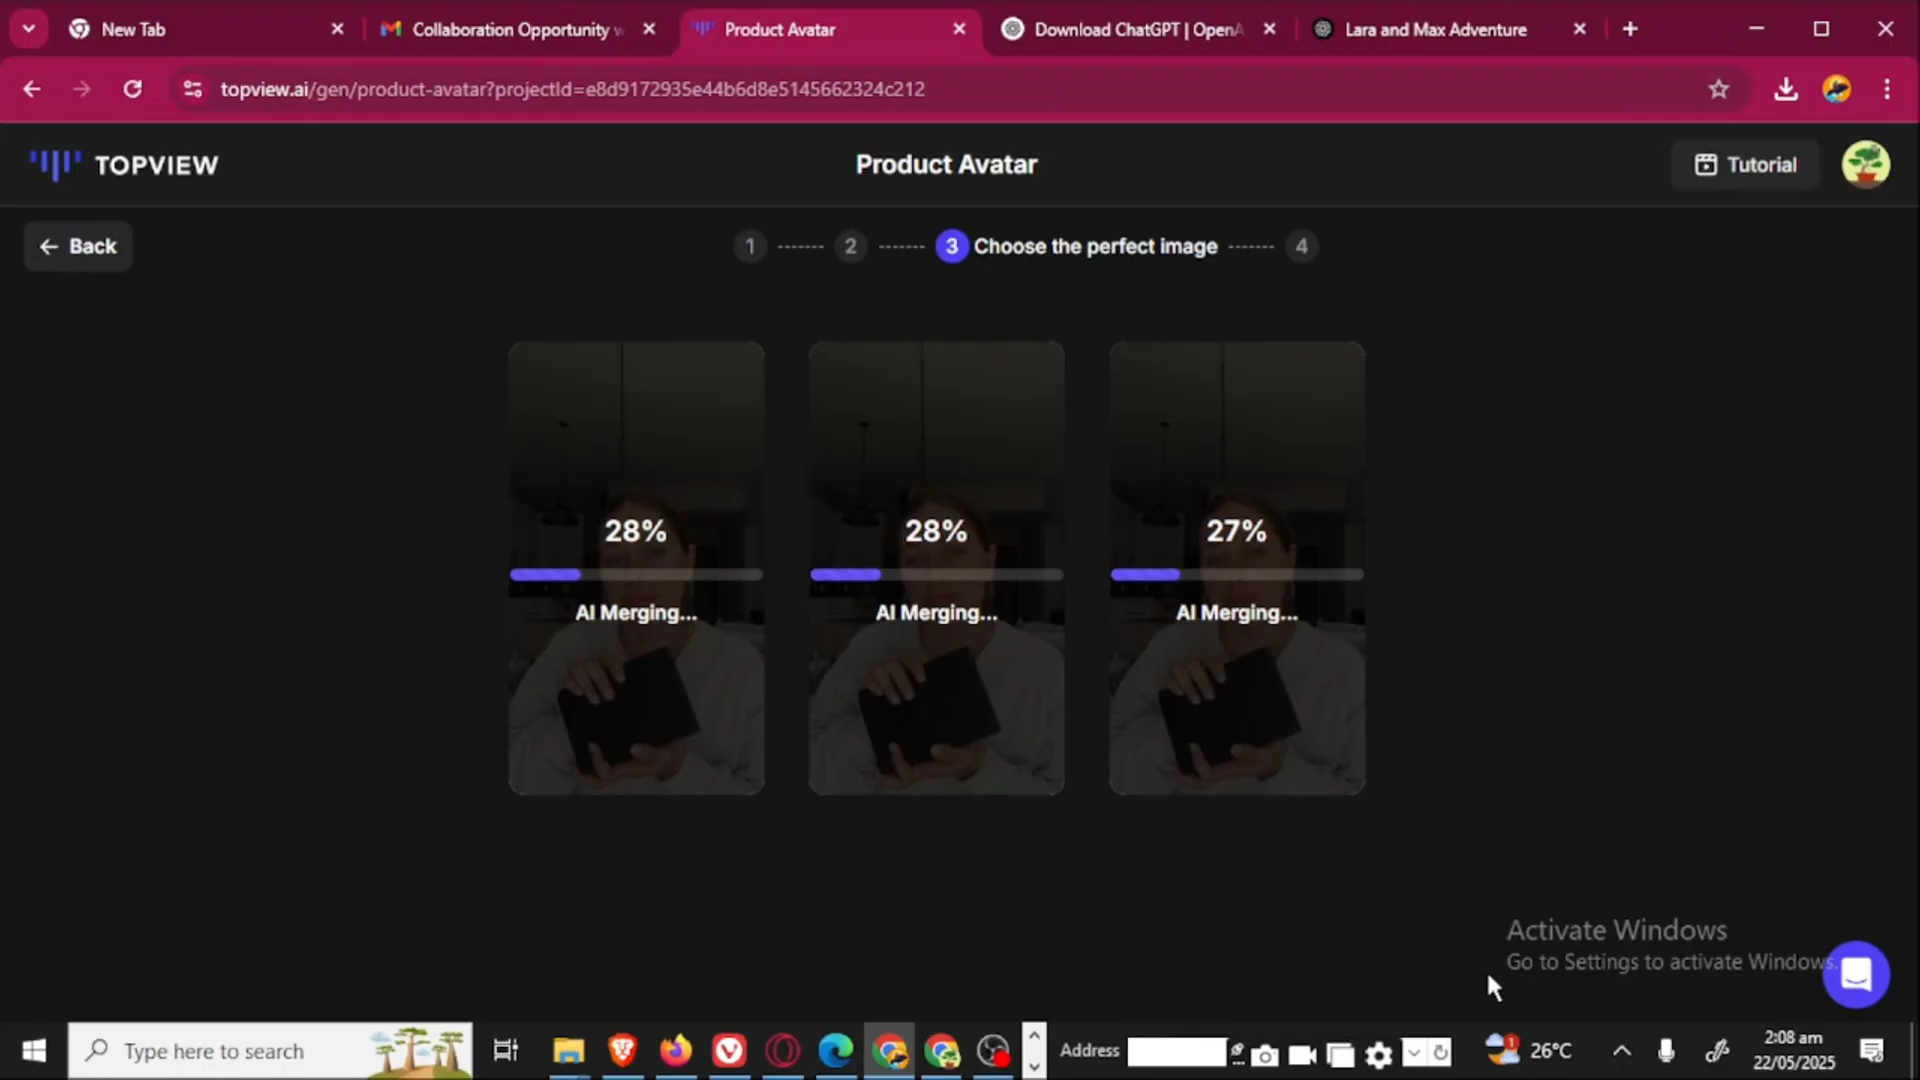 New Tab
Collaboration Opportunity w
Product Avatar
Download ChatGPT | OpenA
Lara and Max Adventure
topview.ai/gen/product-avatar?projectId=e8d9172935e44b6d8e5145662324c212
TOPVIEW
Product Avatar
Tutorial
Back
1
2
3 Choose the perfect image
4
28%
28%
27%
AI Merging...
AI Merging...
AI Merging...
Activate Windows
Go to Settings to activate Windows.
Type here to search
Address
1
26°C
2:08 am
22/05/2025